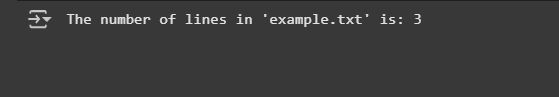 The number of lines in 'example.txt' is: 3